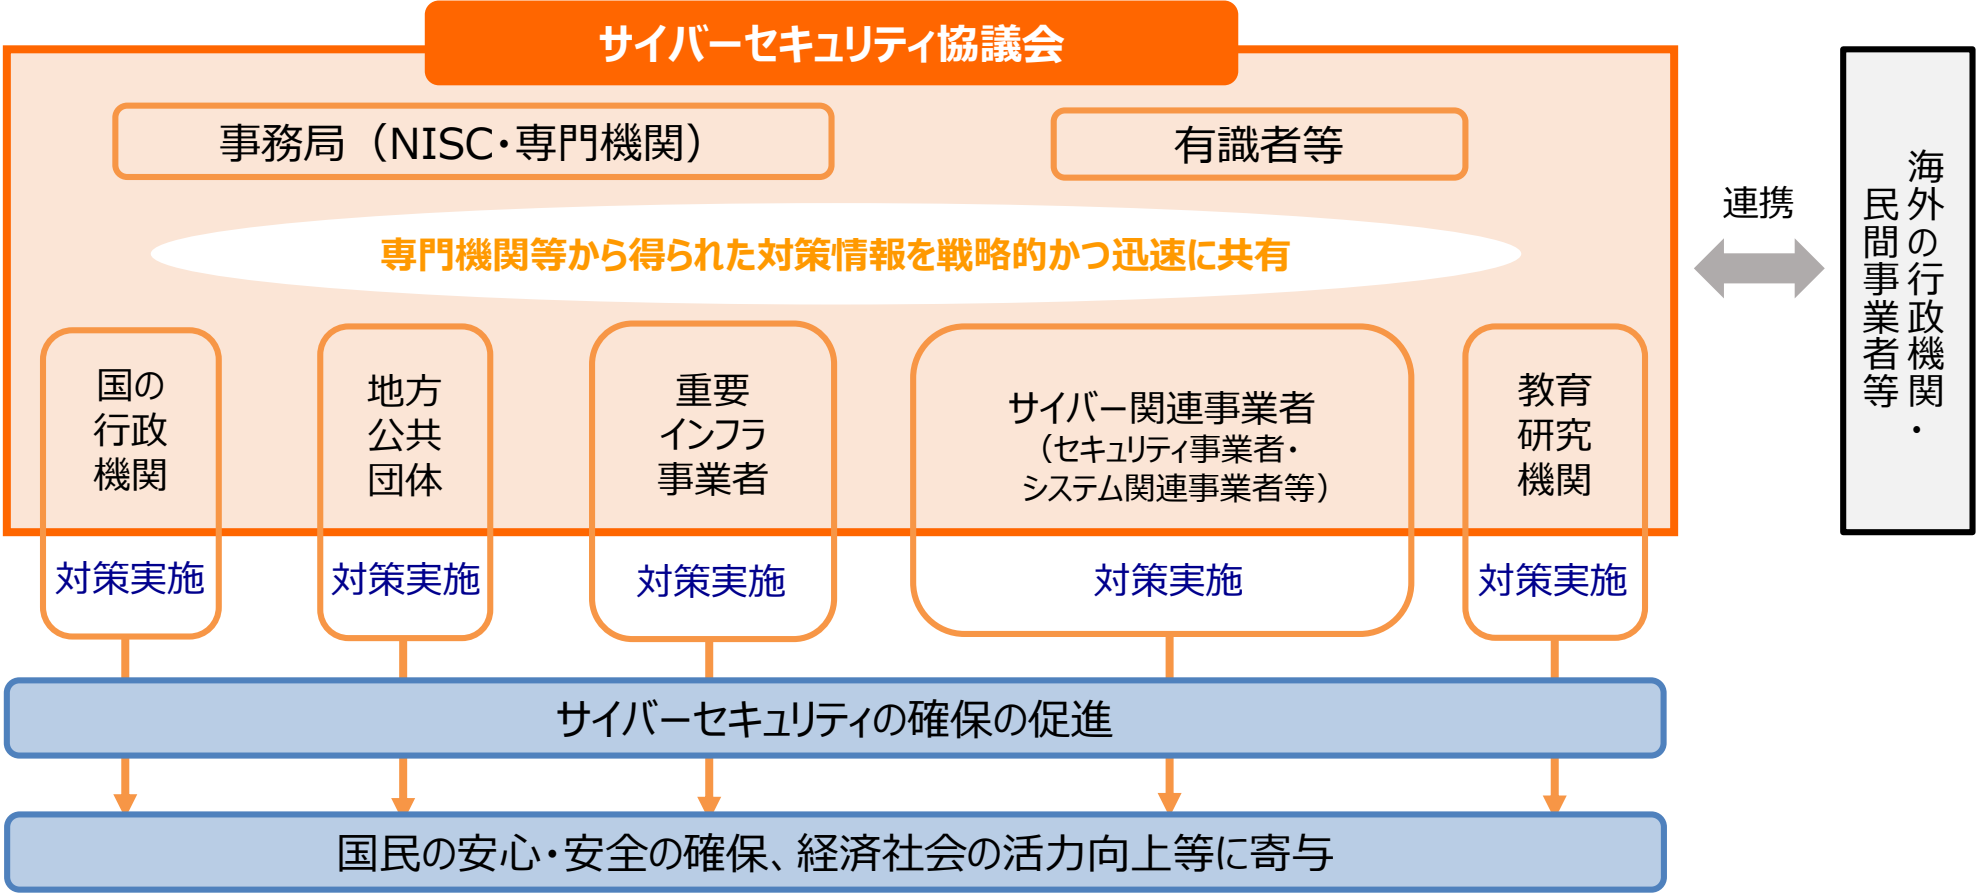 サイバーセキュリティ協議会
事務局（NISC・専門機関）
有識者等
専門機関等から得られた対策情報を戦略的かつ迅速に共有
国の
行政
機関
対策実施
地方
公共
団体
対策実施
重要
インフラ
事業者
対策実施
サイバー関連事業者
（セキュリティ事業者・
システム関連事業者等）
対策実施
教育
研究
機関
対策実施
連携
海外の行政機関・
民間事業者等
サイバーセキュリティの確保の促進
国民の安心・安全の確保、経済社会の活力向上等に寄与